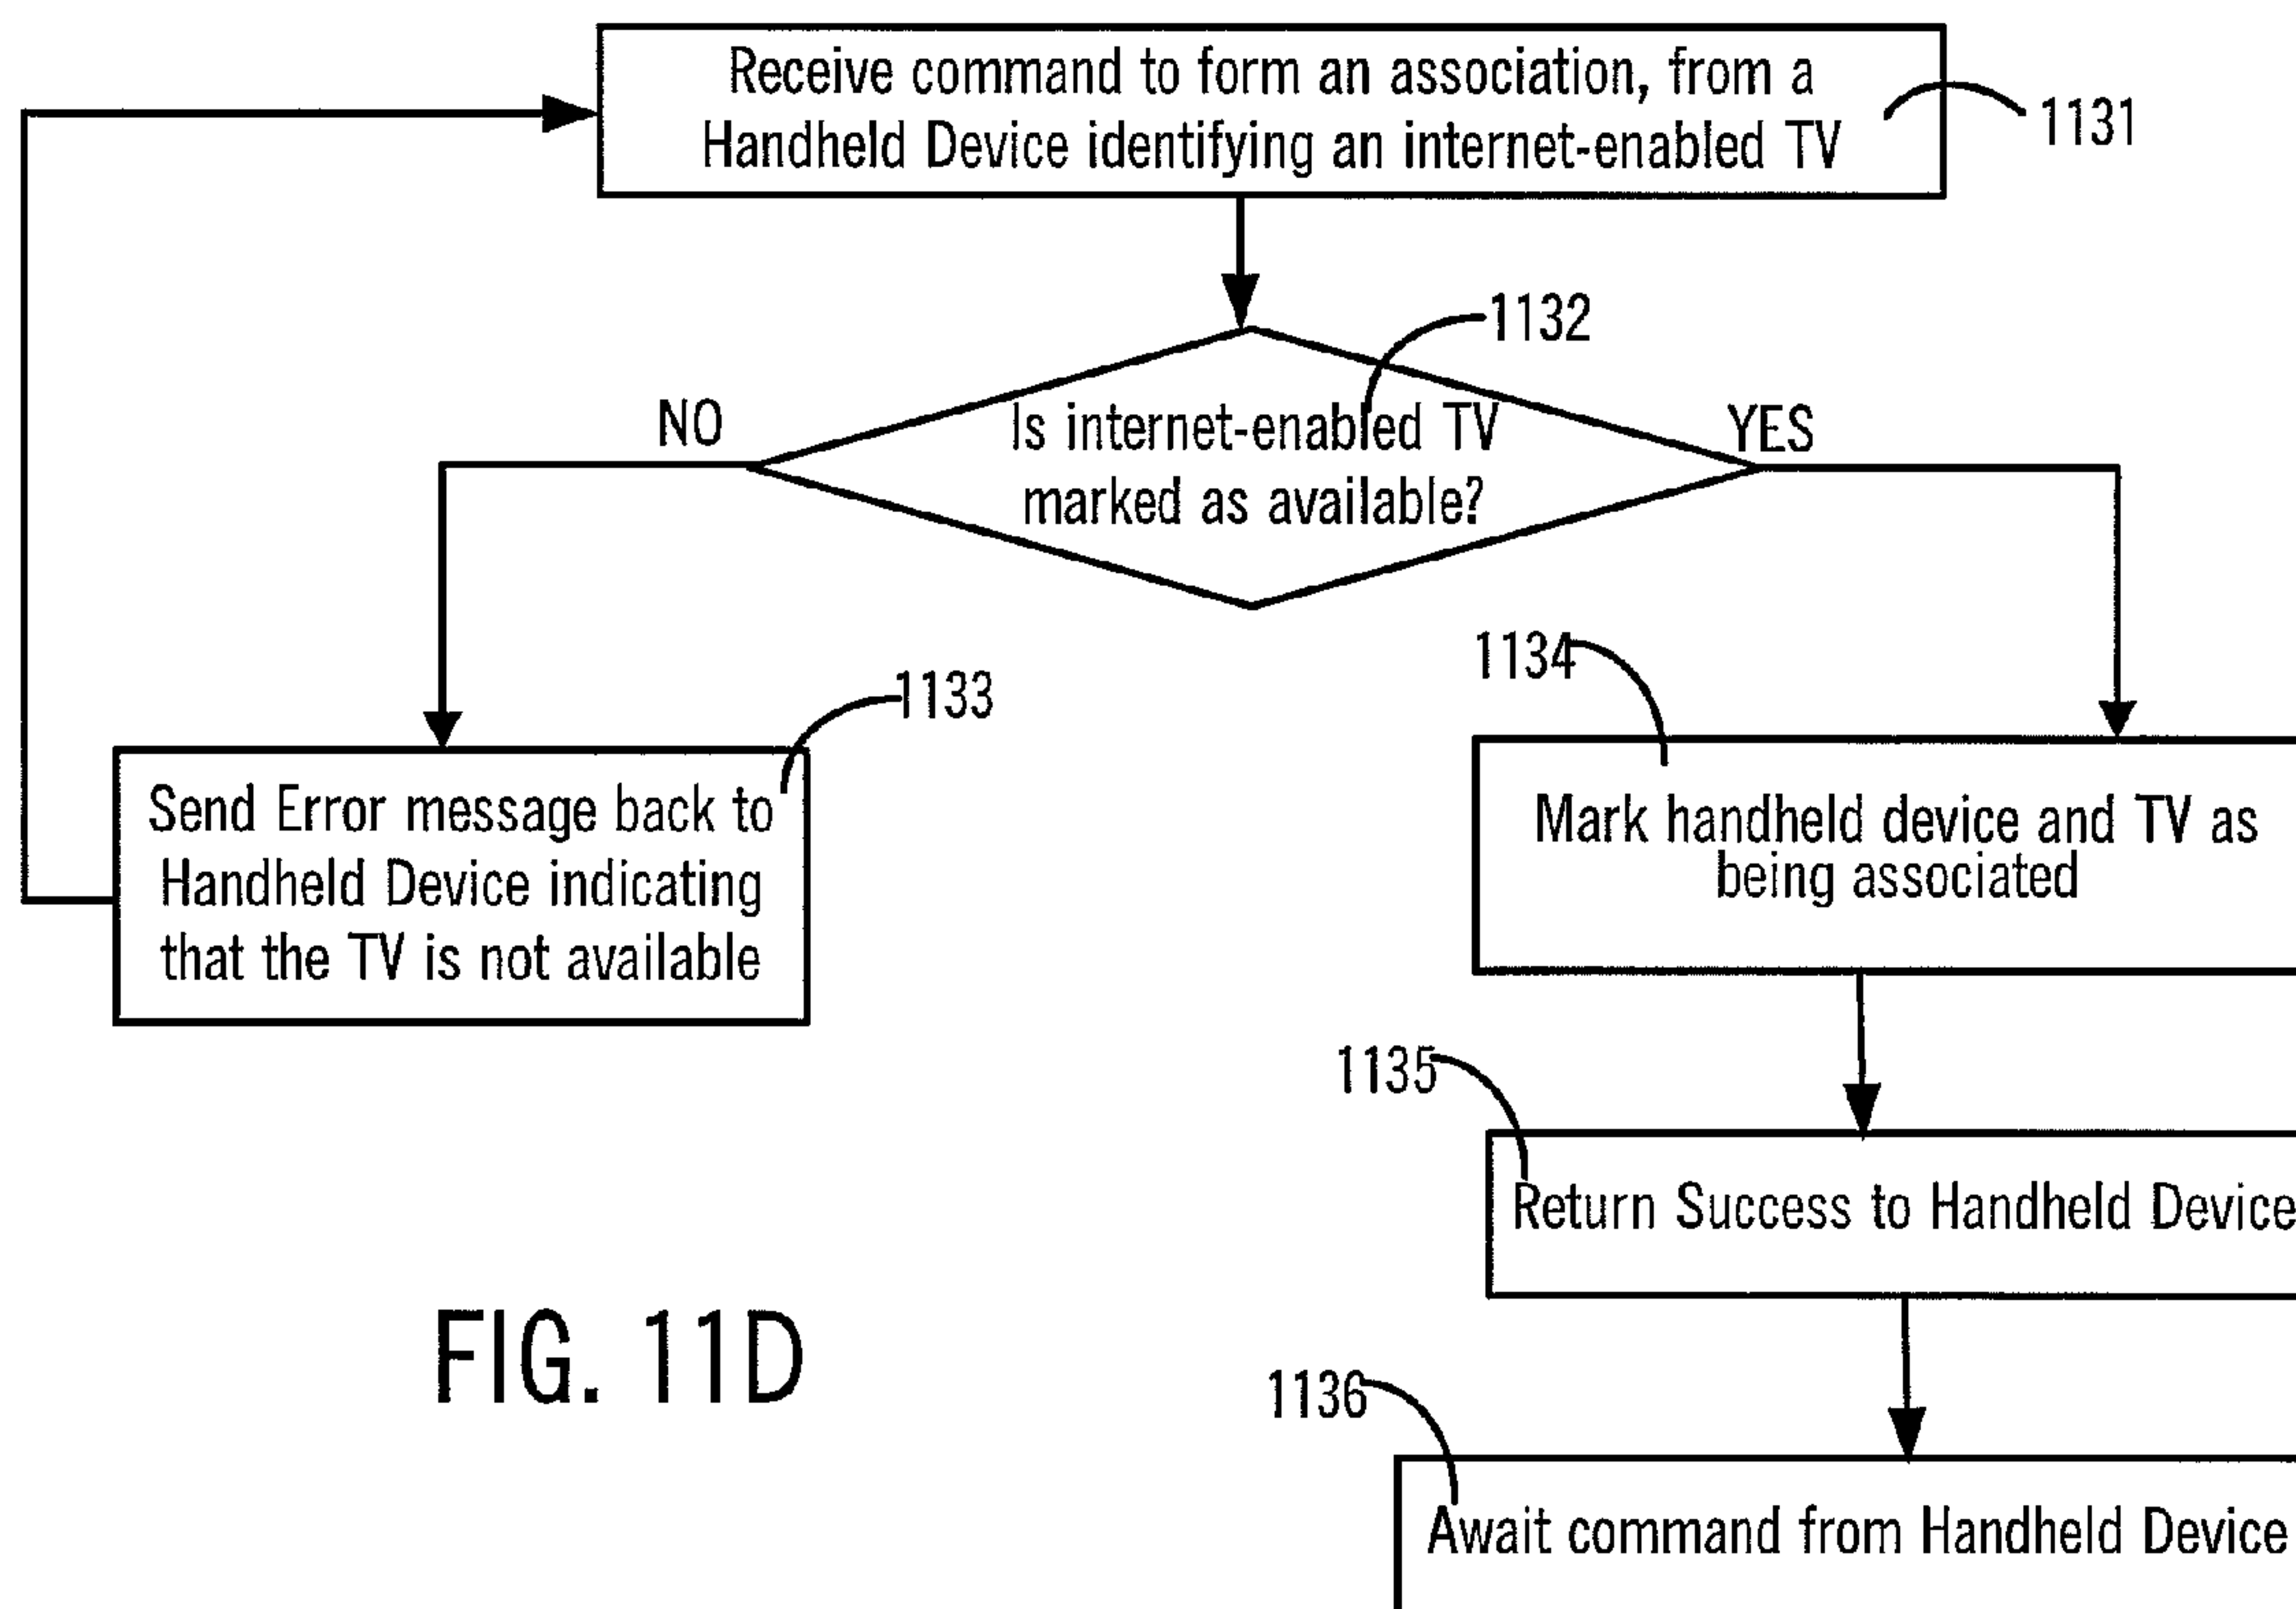 Receive command to form an association, from a
Handheld Device identifying an internet-enabled TV
1131
1132
Is internet-enabled TV
marked as available?
NO
YES
1133
Send Error message back to
Handheld Device indicating
that the TV is not available
1134
Mark handheld device and TV as
being associated
1135
Return Success to Handheld Device
1136
Await command from Handheld Device
FIG. 11D